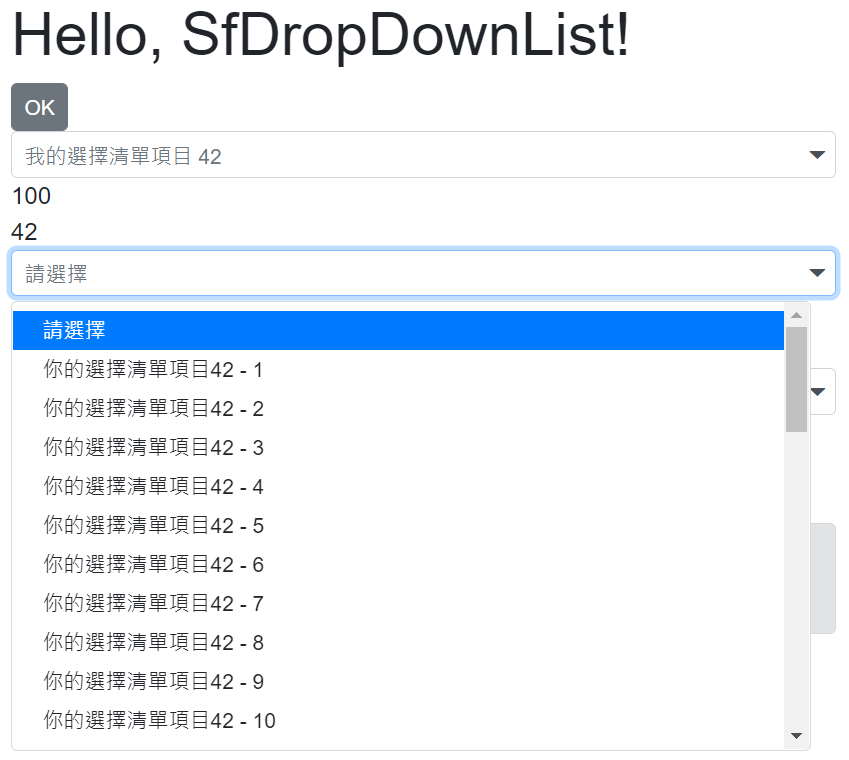 Hello, SfDropDownList!
OK
我的選擇清單項目 42
100
42
請選擇
請選擇
你的選擇清單項目42 - 1
你的選擇清單項目42 - 2
你的選擇清單項目42 - 3
你的選擇清單項目42 - 4
你的選擇清單項目42 - 5
你的選擇清單項目42 - 6
你的選擇清單項目42 - 7
你的選擇清單項目42 - 8
你的選擇清單項目42 - 9
你的選擇清單項目42 - 10